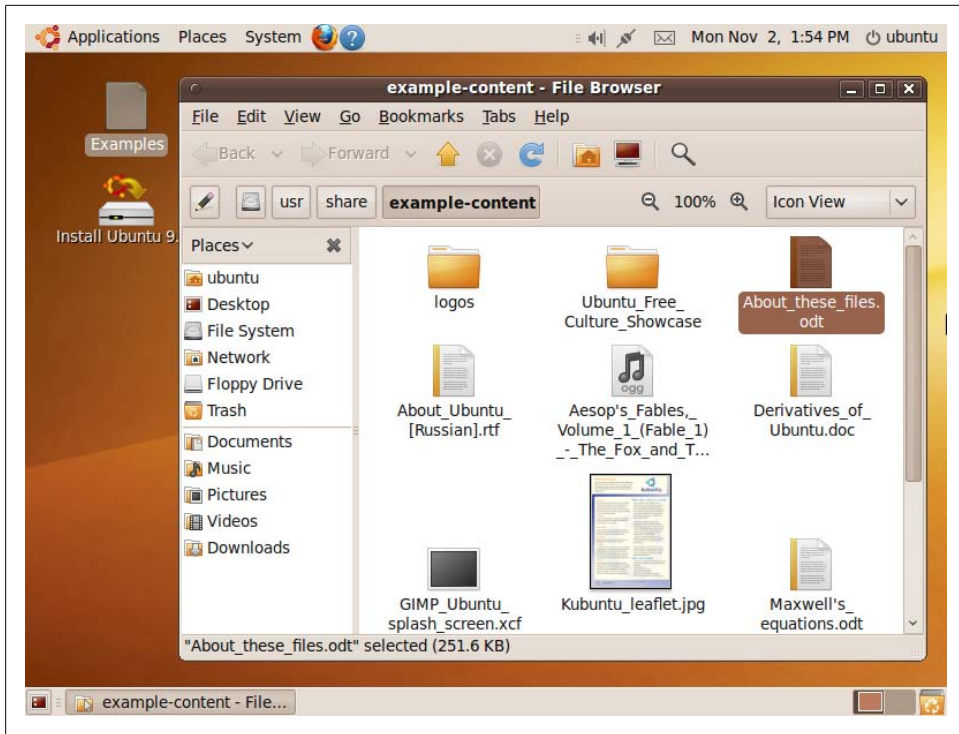 Applications Places System Mon Nov 2, 1:54 PM ubuntu
Examples
Install Ubuntu 9.
example-content - File Browser
File Edit View Go Bookmarks Tabs Help
Back Forward
usr share example-content 100% Icon View
Places
ubuntu
Desktop
File System
Network
Floppy Drive
Trash
Documents
Music
Pictures
Videos
Downloads
logos
Ubuntu_Free_
Culture_Showcase
About_these_files.
odt
About_Ubuntu_
[Russian].rtf
ogg
Aesop's_Fables,_
Volume_1_(Fable_1)
_-_The_Fox_and_T...
Derivatives_of_
Ubuntu.doc
GIMP_Ubuntu_
splash_screen.xcf
Kubuntu_leaflet.jpg
Maxwell's_
equations.odt
"About_these_files.odt" selected (251.6 KB)
example-content - File...